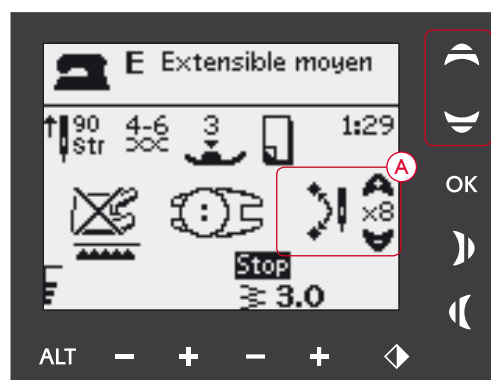 E Extensible moyen
90 4-6 3 1:29
Str
A
x8
Stop
3.0
OK
ALT - + - +